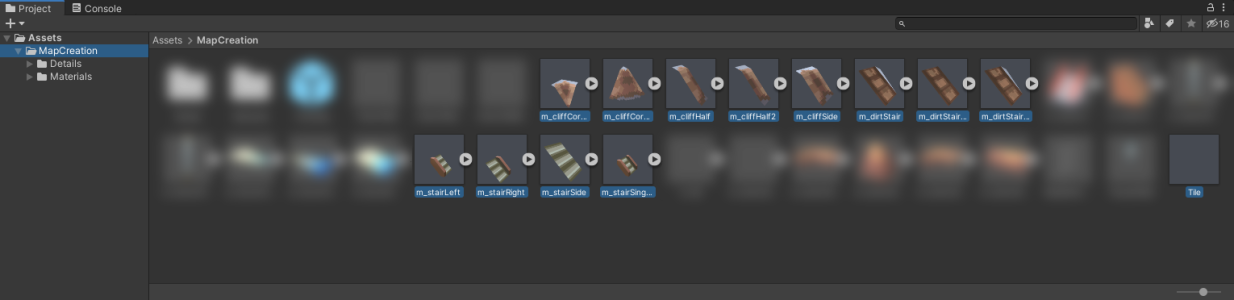 Project
Console
16
Assets
MapCreation
Details
Materials
Assets > MapCreation
m_cliffCor...
m_cliffCor...
m_cliffHalf
m_cliffHalf2
m_cliffSide
m_dirtStair
m_dirtStair...
m_dirtStair...
m_stairLeft
m_stairRight
m_stairSide
m_stairSing...
Tile